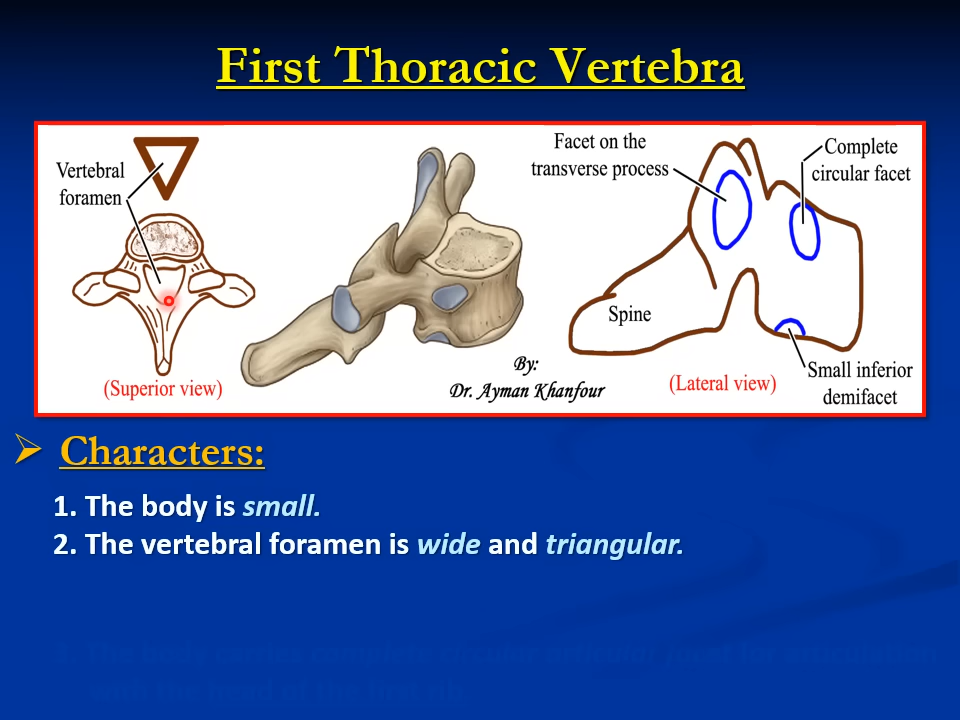 First Thoracic Vertebra
Vertebral
foramen
(Superior view)
By:
Dr. Ayman Khanfour
Facet on the
transverse process
Complete
circular facet
Spine
(Lateral view)
Small inferior
demifacet
Characters:
1. The body is small.
2. The vertebral foramen is wide and triangular.